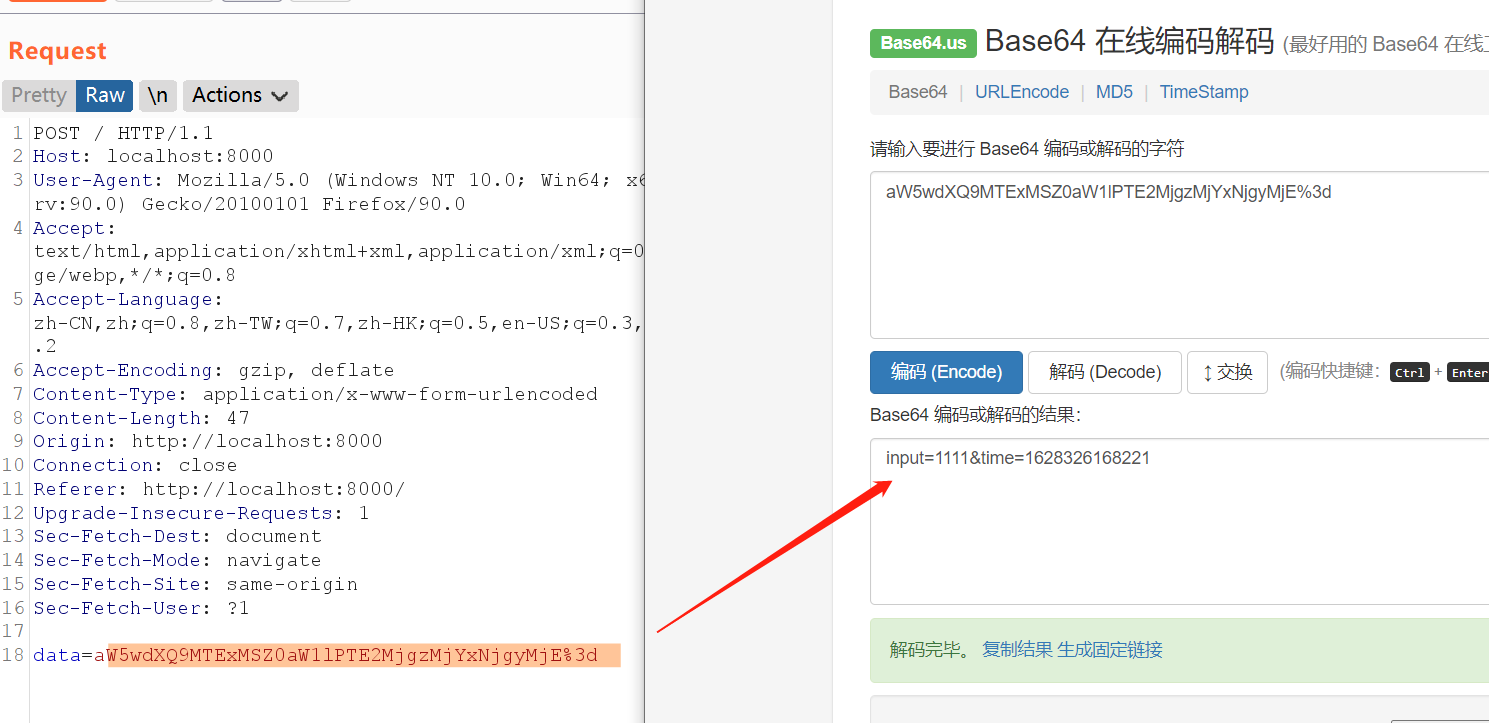 Request
Pretty Raw \n Actions
1 POST / HTTP/1.1
2 Host: localhost:8000
3 User-Agent: Mozilla/5.0 (Windows NT 10.0; Win64; x6
rv:90.0) Gecko/20100101 Firefox/90.0
4 Accept:
text/html,application/xhtml+xml,application/xml;q=0
ge/webp,*/*;q=0.8
5 Accept-Language:
zh-CN,zh;q=0.8,zh-TW;q=0.7,zh-HK;q=0.5,en-US;q=0.3,
.2
6 Accept-Encoding: gzip, deflate
7 Content-Type: application/x-www-form-urlencoded
8 Content-Length: 47
9 Origin: http://localhost:8000
10 Connection: close
11 Referer: http://localhost:8000/
12 Upgrade-Insecure-Requests: 1
13 Sec-Fetch-Dest: document
14 Sec-Fetch-Mode: navigate
15 Sec-Fetch-Site: same-origin
16 Sec-Fetch-User: ?1
17
18 data=aW5wdXQ9MTExMSZ0aW1lPTE2MjgzMjYxNjgyMjE%3d
Base64.us Base64 在线编码解码 (最好用的 Base64 在线工
Base64 | URLEncode | MD5 | TimeStamp
请输入要进行 Base64 编码或解码的字符
aW5wdXQ9MTExMSZ0aW1lPTE2MjgzMjYxNjgyMjE%3d
编码 (Encode) 解码 (Decode) ↕ 交换 (编码快捷键: Ctrl + Enter
Base64 编码或解码的结果:
input=1111&time=1628326168221
解码完毕。 复制结果 生成固定链接